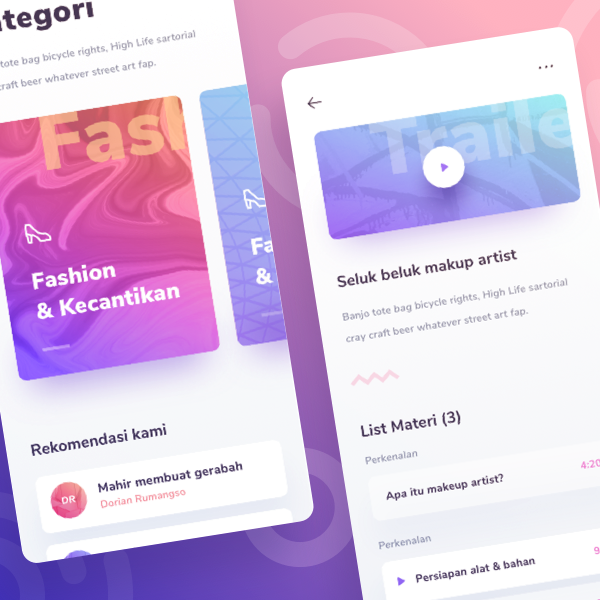 ategori
tote bag bicycle rights, High Life sartorial
craft beer whatever street art fap.
Fash
Fashion
& Kecantikan
Fa
&
Rekomendasi kami
DR
Mahir membuat gerabah
Dorian Rumangso
Traile
Seluk beluk makup artist
Banjo tote bag bicycle rights, High Life sartorial
cray craft beer whatever street art fap.
List Materi (3)
Perkenalan
Apa itu makeup artist?
4:20
Perkenalan
Persiapan alat & bahan
9